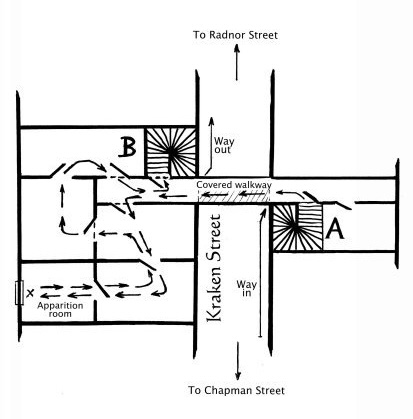 To Radnor Street
B
Way
out
Covered walkway
A
Kraken Street
Way
in
x
Apparition
room
To Chapman Street